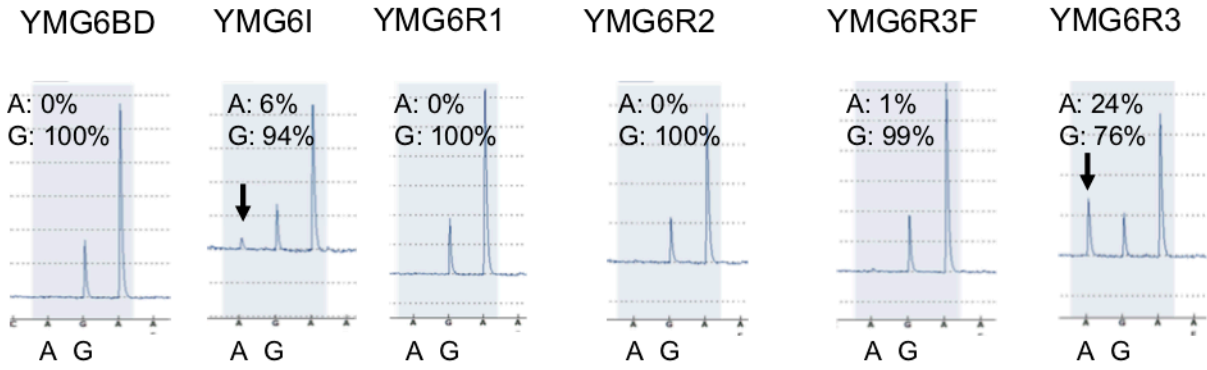 YMG6BD YMG6I YMG6R1 YMG6R2 YMG6R3F YMG6R3
A: 0% A: 6% A: 0% A: 0% A: 1% A: 24%
G: 100% G: 94% G: 100% G: 100% G: 99% G: 76%
A G A A A G A A A G A A A G A A A G A A A G A
A G A G A G A G A G A G